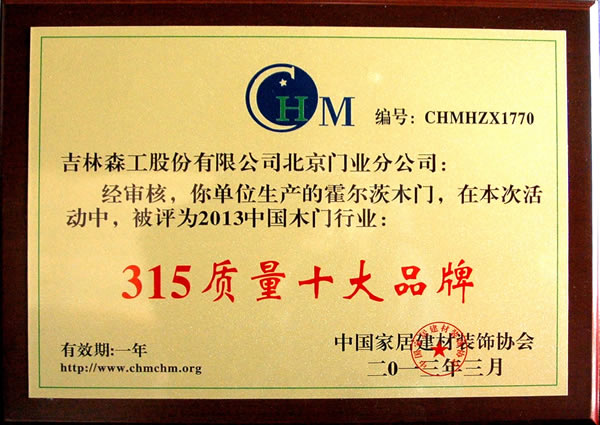 CHM
编号：CHMHZX1770
吉林森工股份有限公司北京门业分公司：
经审核，你单位生产的霍尔茨木门，在本次活
动中，被评为2013中国木门行业：
315质量十大品牌
中国家居建材装饰协会
有效期:一年
二〇一三年三月
http://www.chmchm.org